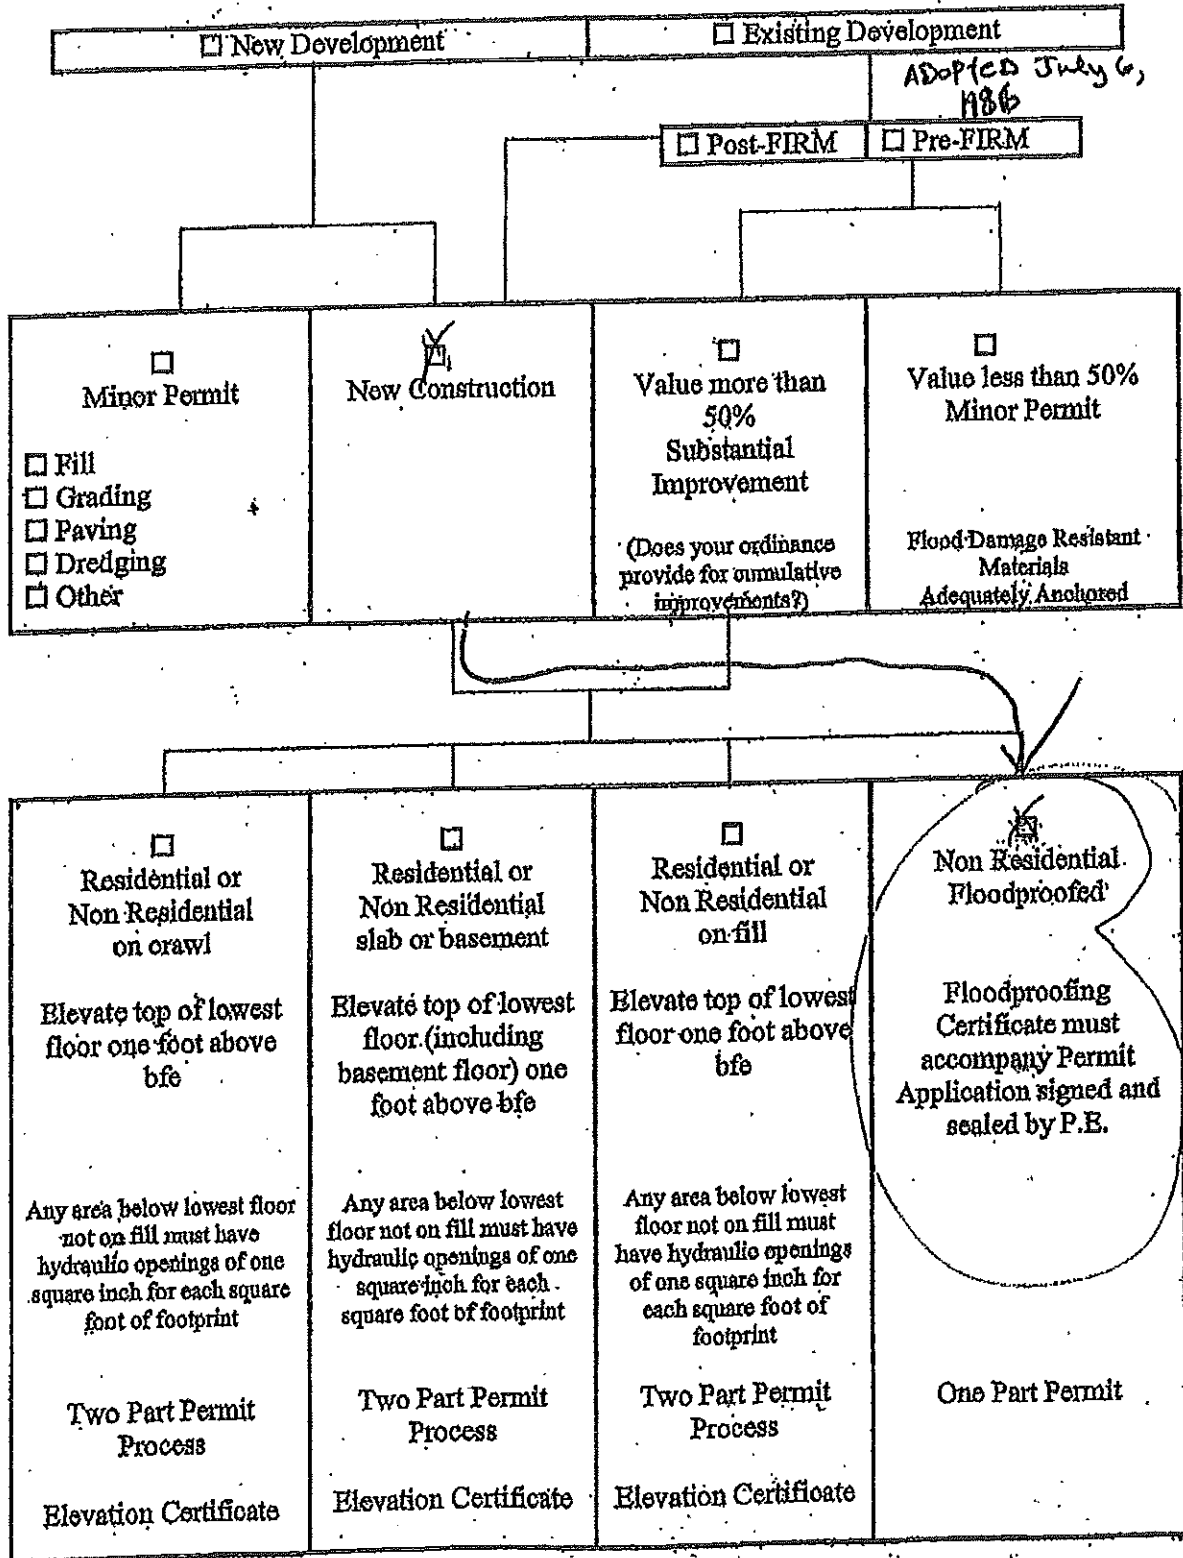 ☐ New Development
☐ Existing Development
ADOPTED July 6,
1986
☐ Post-FIRM
☐ Pre-FIRM
☐
Minor Permit
☐ Fill
☐ Grading
☐ Paving
☐ Dredging
☐ Other
☒
New Construction
☐
Value more than
50%
Substantial
Improvement
(Does your ordinance
provide for cumulative
improvements?)
☐
Value less than 50%
Minor Permit
Flood Damage Resistant
Materials
Adequately Anchored
☐
Residential or
Non Residential
on crawl
Elevate top of lowest
floor one foot above
bfe
Any area below lowest floor
not on fill must have
hydraulic openings of one
square inch for each square
foot of footprint
Two Part Permit
Process
Elevation Certificate
☐
Residential or
Non Residential
slab or basement
Elevate top of lowest
floor (including
basement floor) one
foot above bfe
Any area below lowest
floor not on fill must have
hydraulic openings of one
square inch for each
square foot of footprint
Two Part Permit
Process
Elevation Certificate
☐
Residential or
Non Residential
on fill
Elevate top of lowest
floor one foot above
bfe
Any area below lowest
floor not on fill must
have hydraulic openings
of one square inch for
each square foot of
footprint
Two Part Permit
Process
Elevation Certificate
☒
Non Residential
Floodproofed
Floodproofing
Certificate must
accompany Permit
Application signed and
sealed by P.E.
One Part Permit